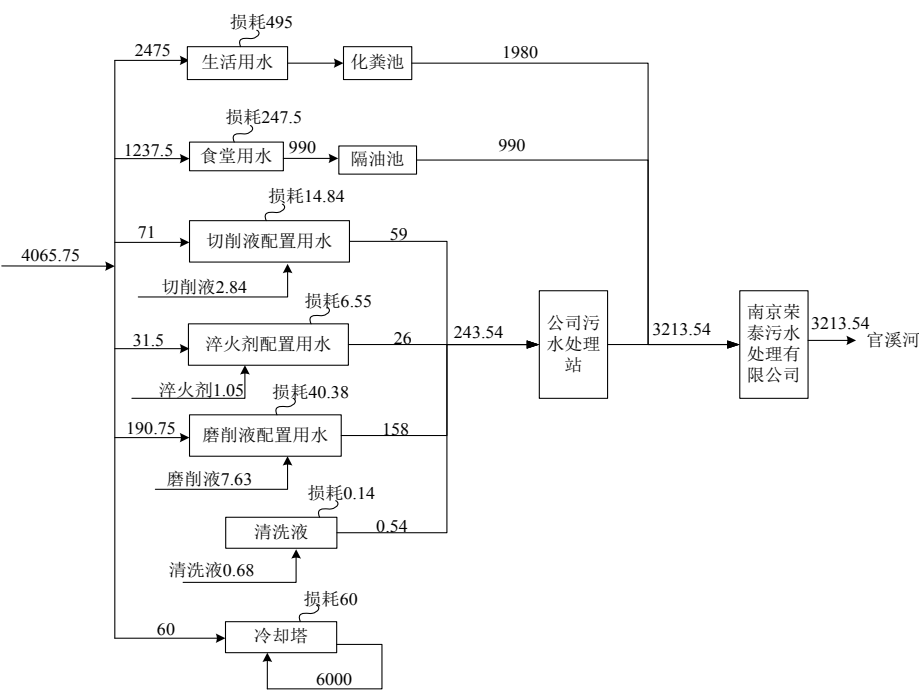 损耗495
2475
生活用水
化粪池
1980
损耗247.5
1237.5
食堂用水
990
隔油池
990
损耗14.84
71
切削液配置用水
59
4065.75
切削液2.84
损耗6.55
31.5
淬火剂配置用水
26
243.54
公司污
水处理
站
3213.54
南京荣
泰污水
处理有
限公司
3213.54
官溪河
淬火剂1.05
损耗40.38
190.75
磨削液配置用水
158
磨削液7.63
损耗0.14
清洗液
0.54
清洗液0.68
损耗60
60
冷却塔
6000